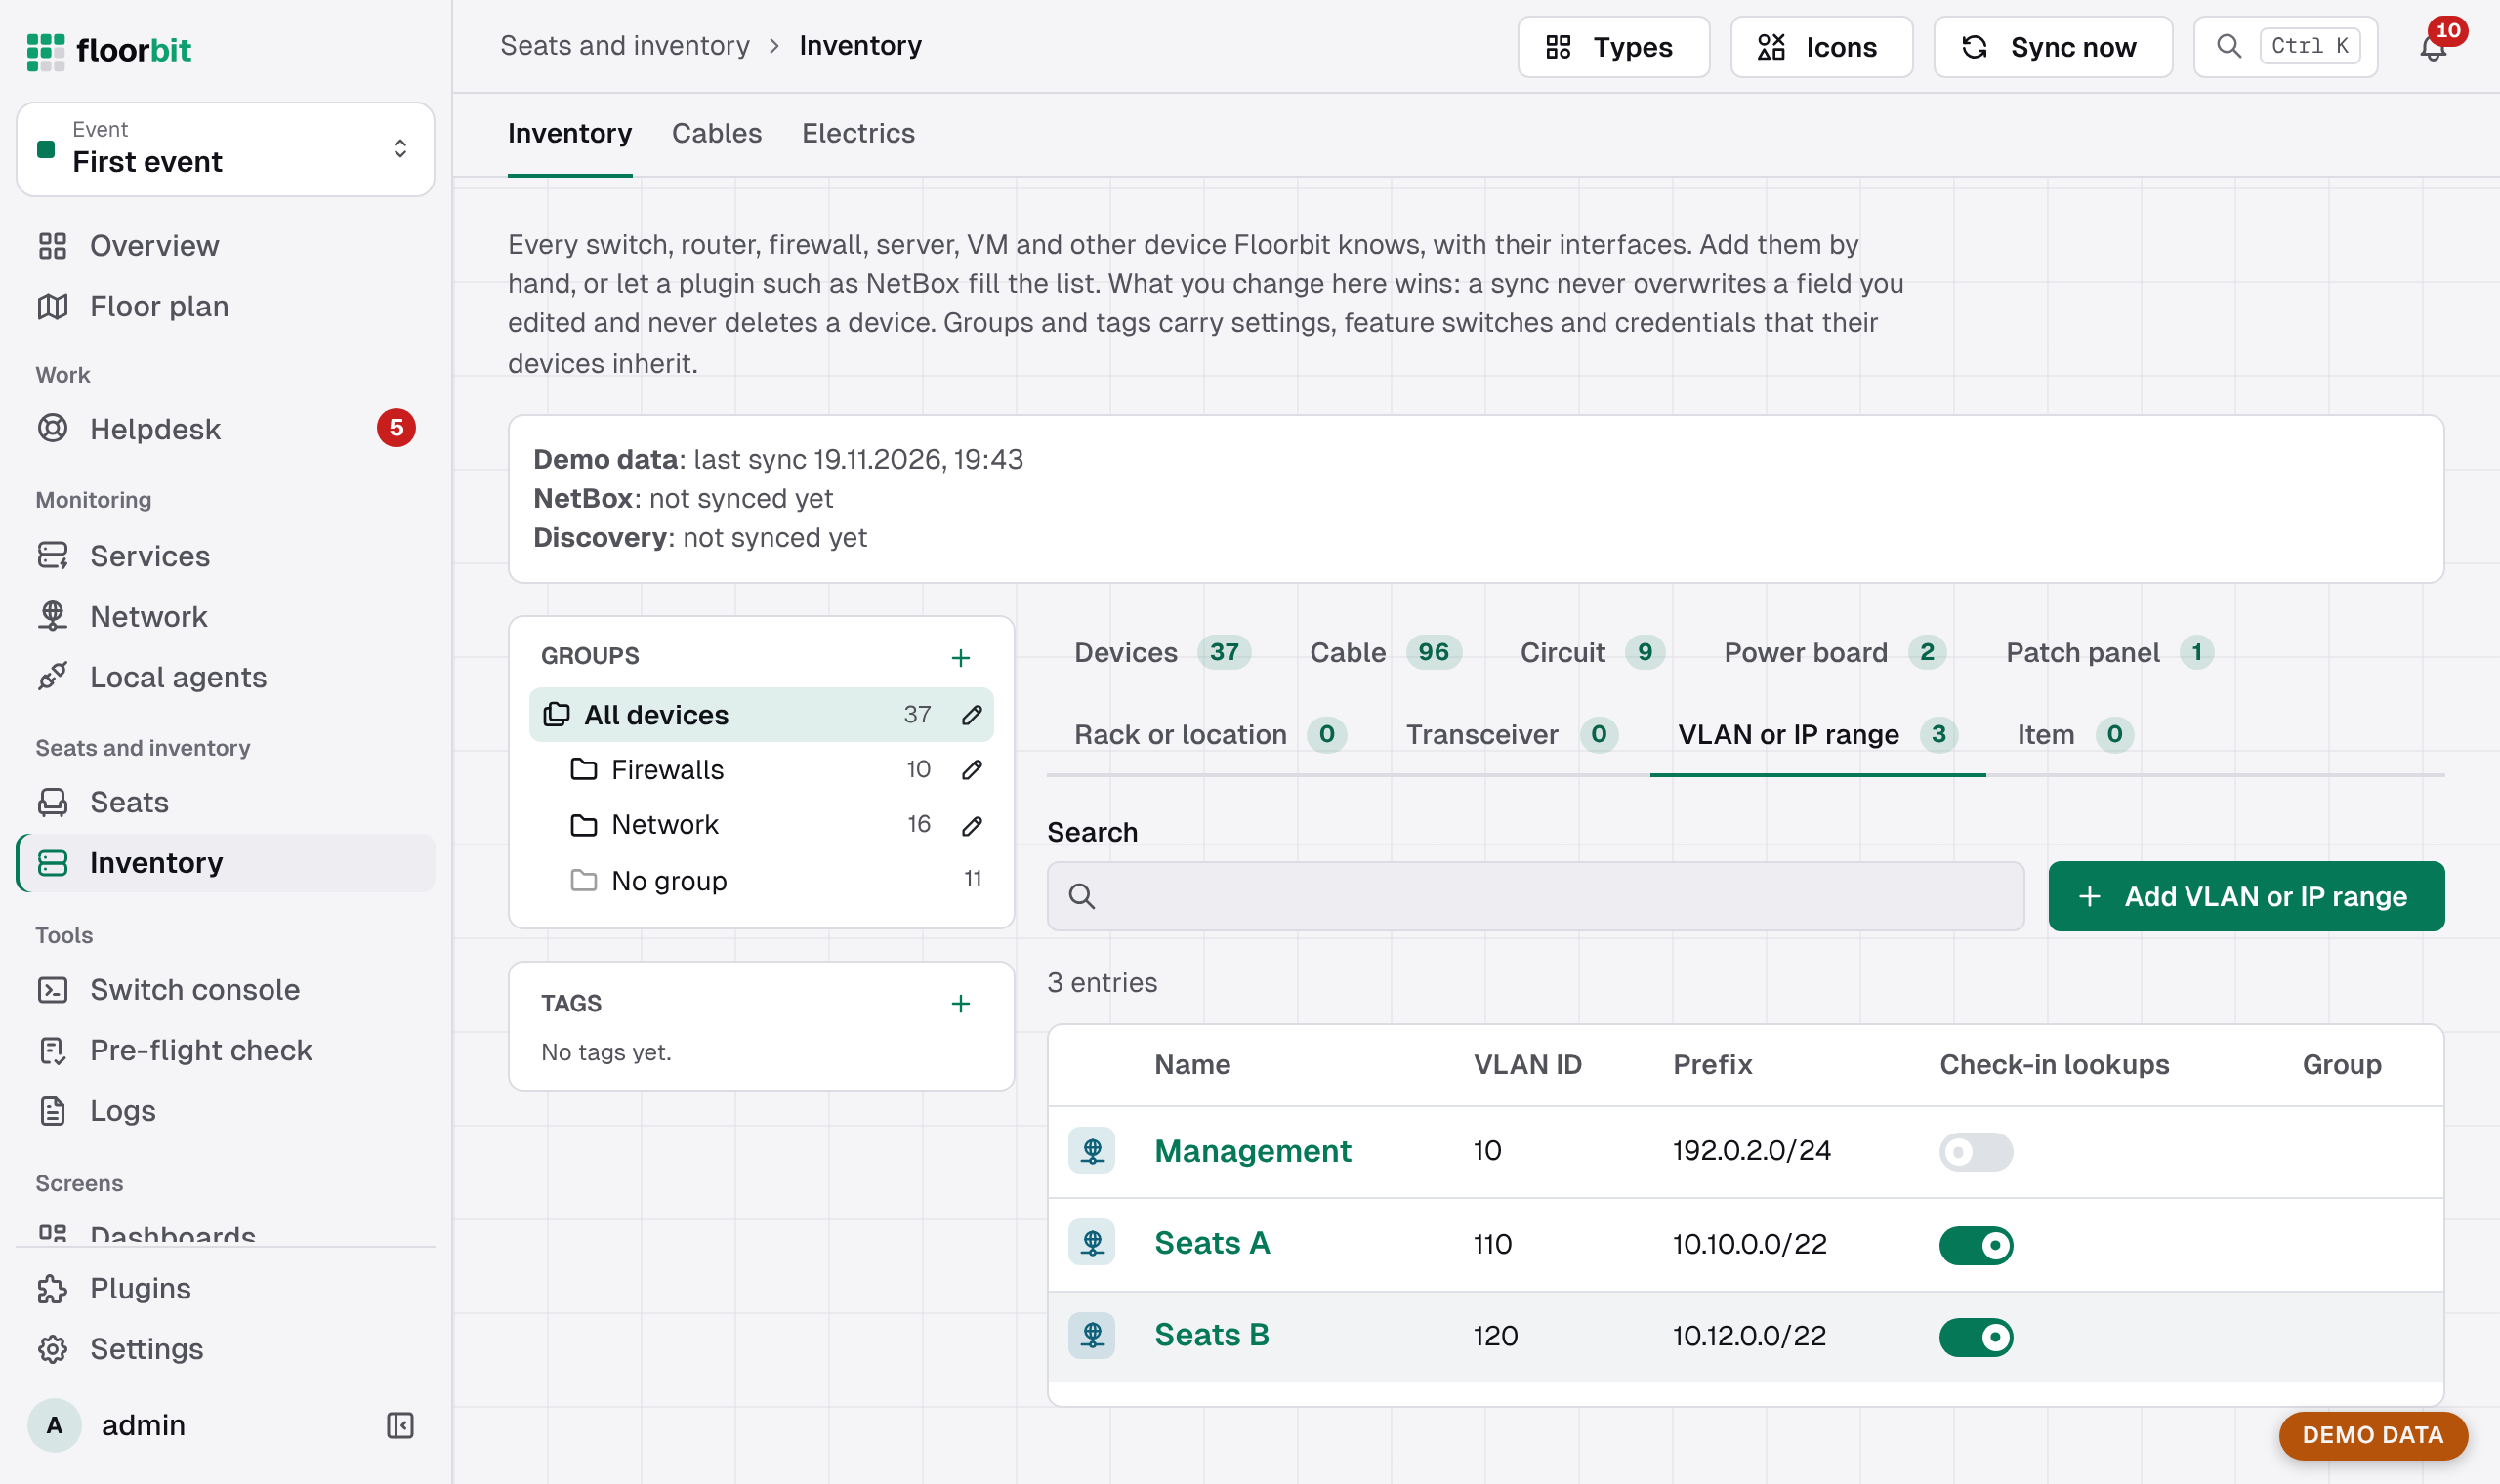 floorbit
Event
First event
Overview
Floor plan
Work
Helpdesk 5
Monitoring
Services
Network
Local agents
Seats and inventory
Seats
Inventory
Tools
Switch console
Pre-flight check
Logs
Screens
Dashboards
Plugins
Settings
A admin
Seats and inventory > Inventory
Types
Icons
Sync now
Ctrl K
10
Inventory Cables Electrics
Every switch, router, firewall, server, VM and other device Floorbit knows, with their interfaces. Add them by
hand, or let a plugin such as NetBox fill the list. What you change here wins: a sync never overwrites a field you
edited and never deletes a device. Groups and tags carry settings, feature switches and credentials that their
devices inherit.
Demo data: last sync 19.11.2026, 19:43
NetBox: not synced yet
Discovery: not synced yet
GROUPS
All devices 37
Firewalls 10
Network 16
No group 11
TAGS
No tags yet.
Devices 37 Cable 96 Circuit 9 Power board 2 Patch panel 1
Rack or location 0 Transceiver 0 VLAN or IP range 3 Item 0
Search
Add VLAN or IP range
3 entries
Name VLAN ID Prefix Check-in lookups Group
Management 10 192.0.2.0/24
Seats A 110 10.10.0.0/22
Seats B 120 10.12.0.0/22
DEMO DATA